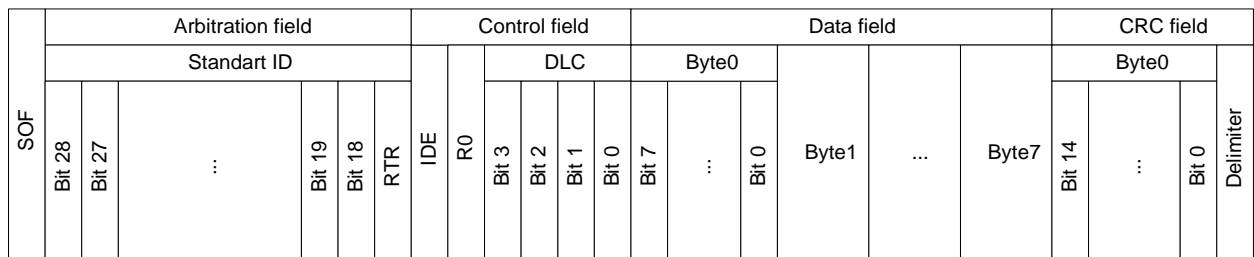 Arbitration field Control field Data field CRC field
Standart ID DLC Byte0 Byte0
SOF Bit 28 Bit 27 ... Bit 19 Bit 18 RTR IDE R0 Bit 3 Bit 2 Bit 1 Bit 0 Bit 7 ... Bit 0 Byte1 ... Byte7 Bit 14 ... Bit 0 Delimiter